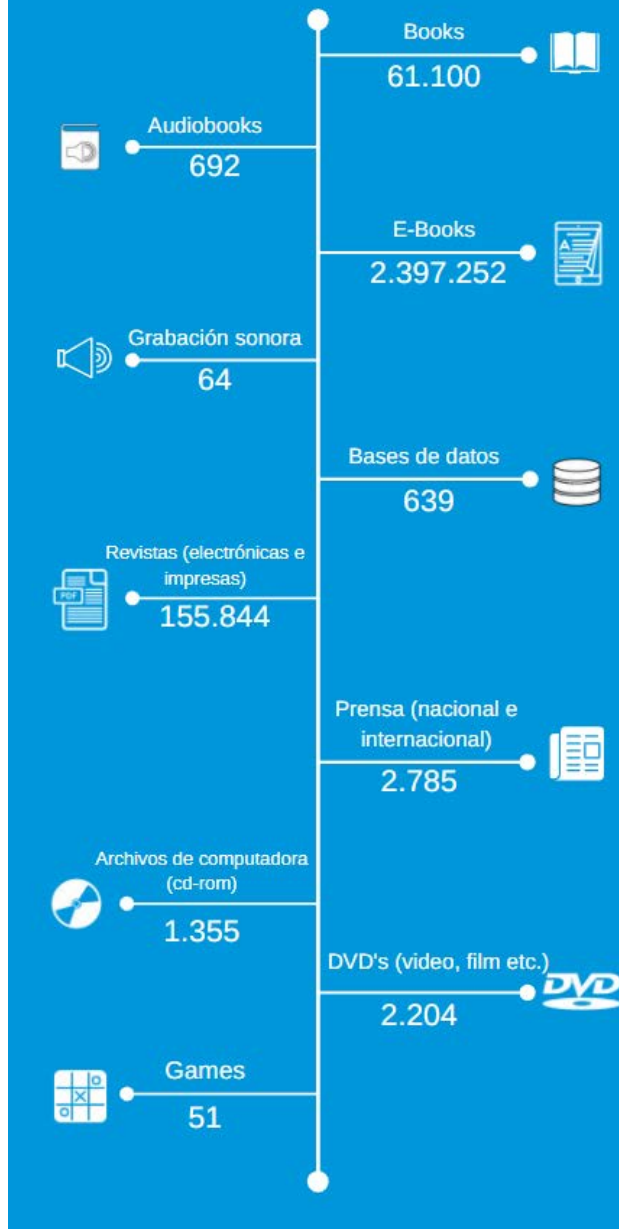 Books
61.100
Audiobooks
692
E-Books
2.397.252
Grabación sonora
64
Bases de datos
639
Revistas (electrónicas e
impresas)
PDF
155.844
Prensa (nacional e
internacional)
2.785
Archivos de computadora
(cd-rom)
1.355
DVD's (video, film etc.)
DVD
2.204
Games
51